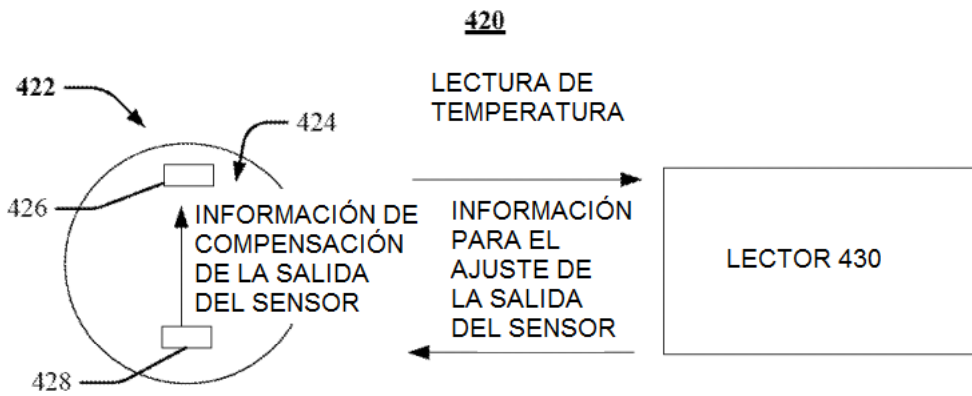 420
LECTURA DE
TEMPERATURA
422
424
426
INFORMACIÓN DE
COMPENSACIÓN
DE LA SALIDA
DEL SENSOR
INFORMACIÓN
PARA EL
AJUSTE DE
LA SALIDA
DEL SENSOR
LECTOR 430
428